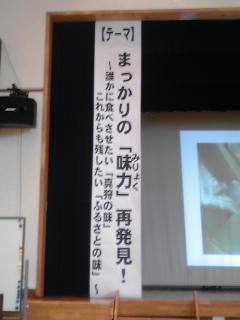 【テーマ】
まっかりの「味力」再発見！
みりょく
～誰かに食べさせたい『真狩の味』
これからも残したい『ふるさとの味』～